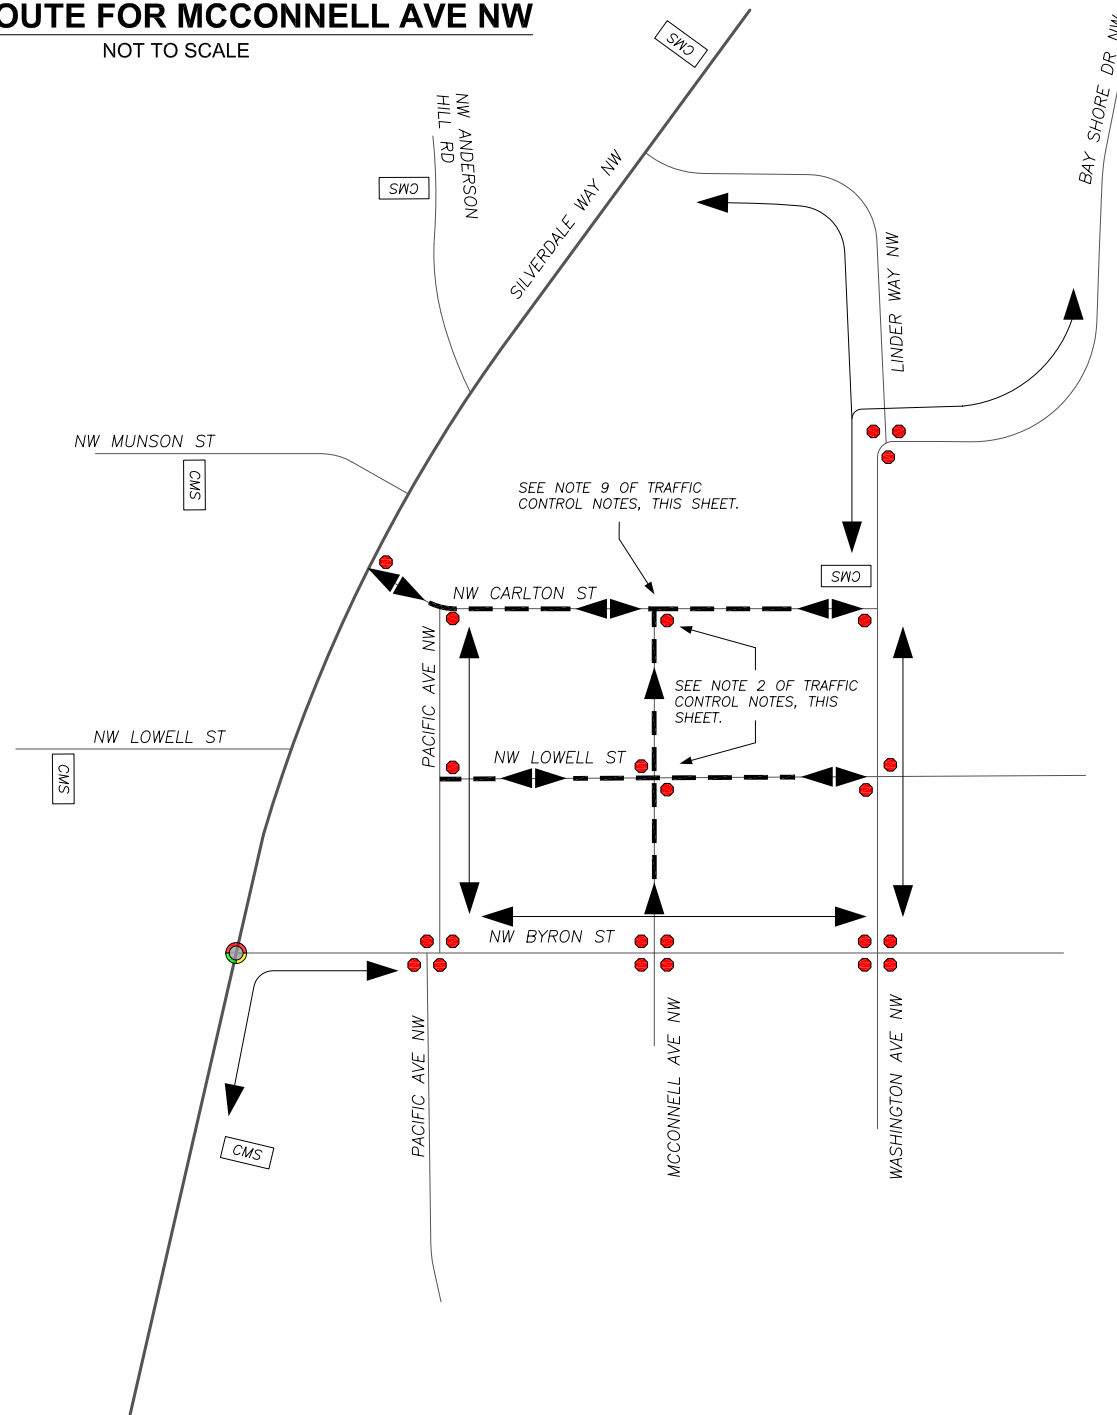 OUTE FOR MCCONNELL AVE NW
NOT TO SCALE
CMS
BAY SHORE DR NW
NW ANDERSON
HILL RD
CMS
SILVERDALE WAY NW
LINDER WAY NW
NW MUNSON ST
CMS
SEE NOTE 9 OF TRAFFIC
CONTROL NOTES, THIS SHEET.
CMS
NW CARLTON ST
PACIFIC AVE NW
SEE NOTE 2 OF TRAFFIC
CONTROL NOTES, THIS
SHEET.
NW LOWELL ST
CMS
NW LOWELL ST
NW BYRON ST
PACIFIC AVE NW
MCCONNELL AVE NW
WASHINGTON AVE NW
CMS